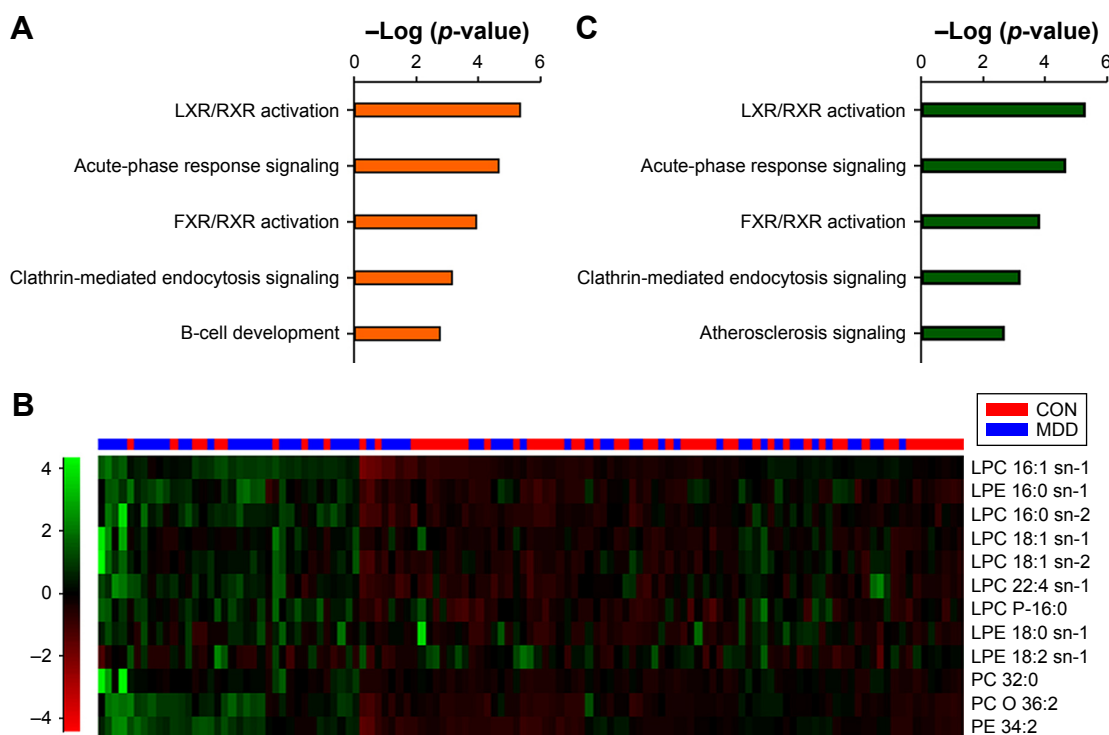 A
–Log (p-value)
0 2 4 6
LXR/RXR activation
Acute-phase response signaling
FXR/RXR activation
Clathrin-mediated endocytosis signaling
B-cell development
C
–Log (p-value)
0 2 4 6
LXR/RXR activation
Acute-phase response signaling
FXR/RXR activation
Clathrin-mediated endocytosis signaling
Atherosclerosis signaling
B
CON
MDD
4
2
0
–2
–4
LPC 16:1 sn-1
LPE 16:0 sn-1
LPC 16:0 sn-2
LPC 18:1 sn-1
LPC 18:1 sn-2
LPC 22:4 sn-1
LPC P-16:0
LPE 18:0 sn-1
LPE 18:2 sn-1
PC 32:0
PC O 36:2
PE 34:2